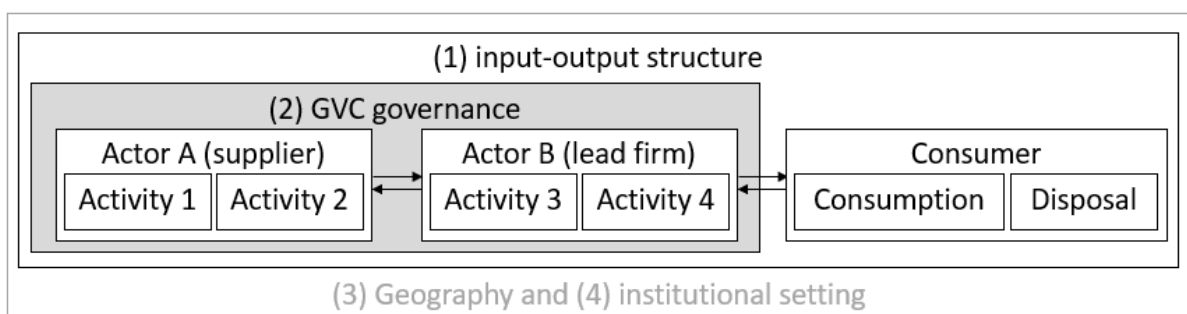 (1) input-output structure
(2) GVC governance
Actor A (supplier)
Activity 1
Activity 2
Actor B (lead firm)
Activity 3
Activity 4
Consumer
Consumption
Disposal
(3) Geography and (4) institutional setting